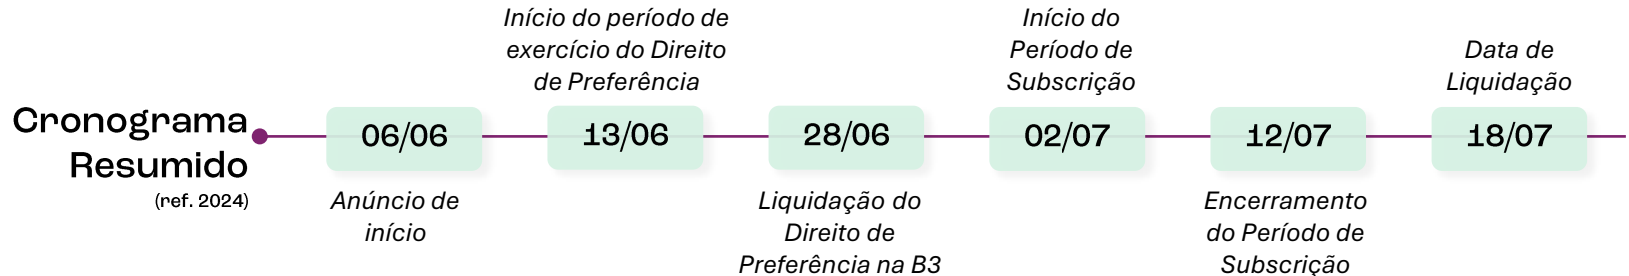 Cronograma
Resumido
(ref. 2024)
06/06
Anúncio de
início
Início do período de
exercício do Direito
de Preferência
13/06
28/06
Liquidação do
Direito de
Preferência na B3
Início do
Período de
Subscrição
02/07
12/07
Encerramento
do Período de
Subscrição
Data de
Liquidação
18/07